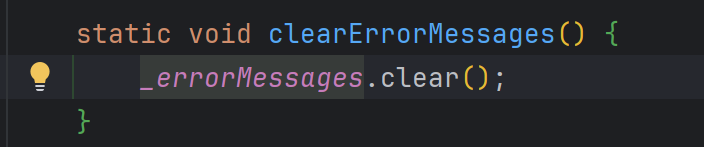 static void clearErrorMessages() {
_errorMessages.clear();
}